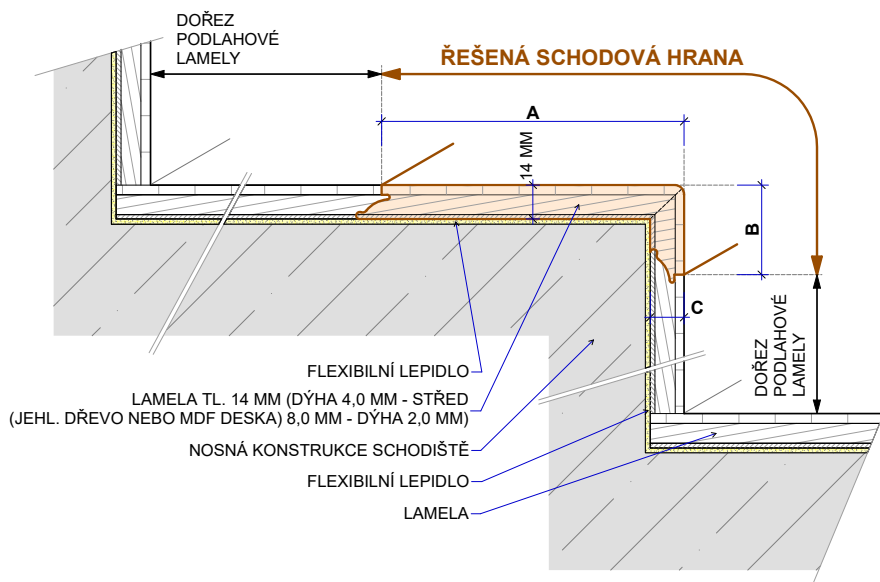 DOŘEZ
PODLAHOVÉ
LAMELY
ŘEŠENÁ SCHODOVÁ HRANA
A
14 MM
B
C
DOŘEZ
PODLAHOVÉ
LAMELY
FLEXIBILNÍ LEPIDLO
LAMELA TL. 14 MM (DÝHA 4,0 MM - STŘED
(JEHL. DŘEVO NEBO MDF DESKA) 8,0 MM - DÝHA 2,0 MM)
NOSNÁ KONSTRUKCE SCHODIŠTĚ
FLEXIBILNÍ LEPIDLO
LAMELA